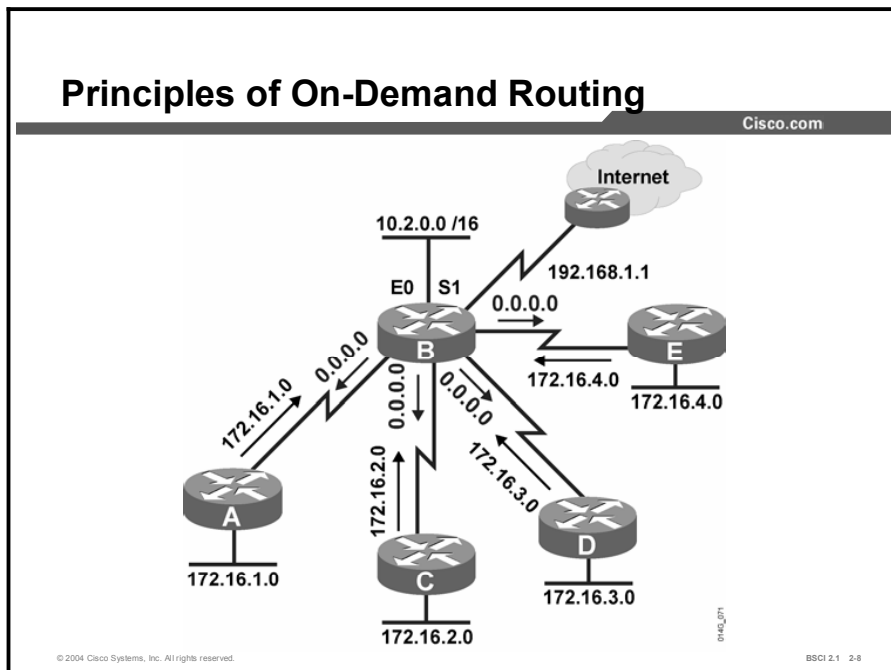 Principles of On-Demand Routing
Cisco.com
Internet
10.2.0.0 /16
192.168.1.1
E0 S1
0.0.0.0
B
E
172.16.4.0
172.16.4.0
0.0.0.0
172.16.1.0
0.0.0.0
0.0.0.0
172.16.2.0
172.16.3.0
A
172.16.1.0
C
172.16.2.0
D
172.16.3.0
014G_071
© 2004 Cisco Systems, Inc. All rights reserved.
BSCI 2.1 2-8